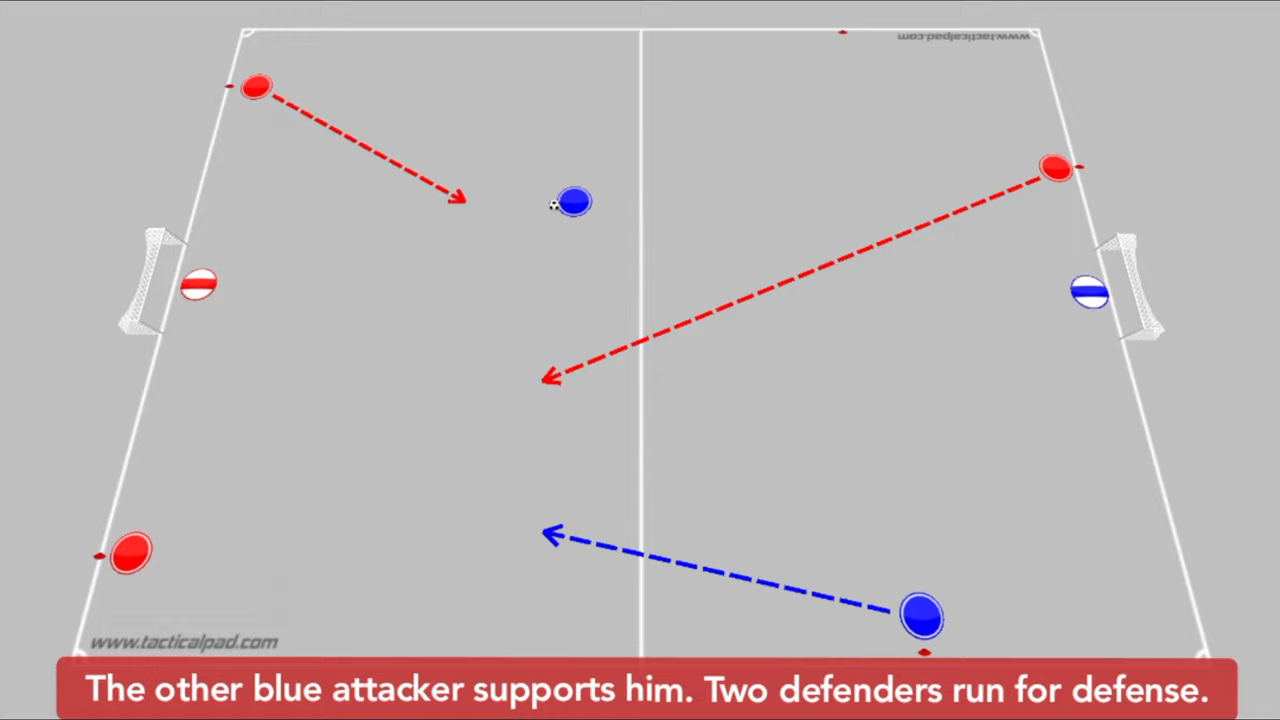 www.tacticalpad.com
www.tacticalpad.com
The other blue attacker supports him. Two defenders run for defense.